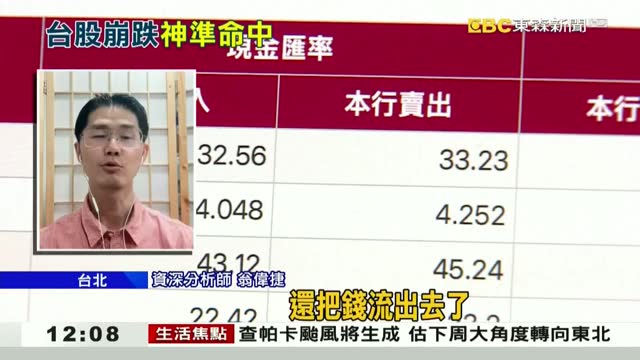 台股崩跌神準命中
EBC東森新聞
現金匯率
本行賣出
本行
32.56 33.23
4.048 4.252
43.12 45.24
22.42
台北 資深分析師 翁偉捷
還把錢流出去了
12:08 生活焦點 查帕卡颱風將生成 估下周大角度轉向東北